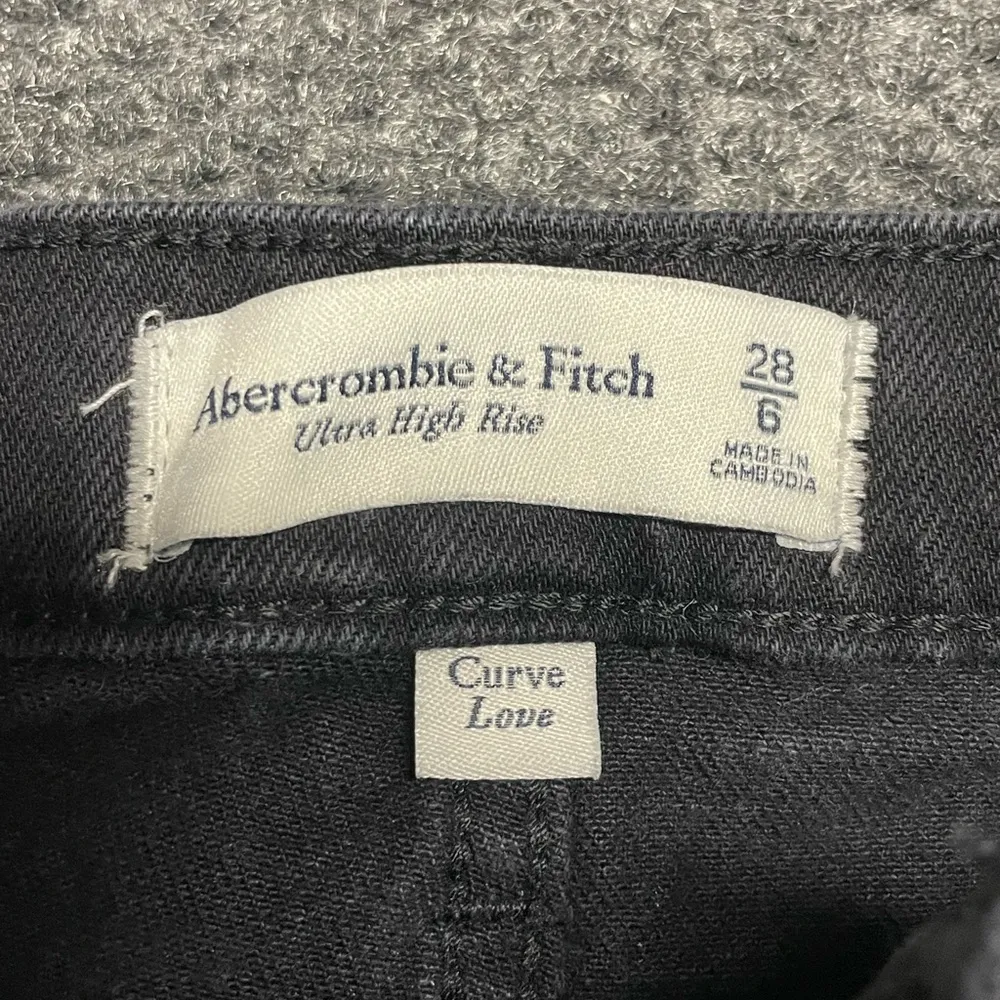 Abercrombie & Fitch
Ultra High Rise
28
6
MADE IN
CAMBODIA
Curve
Love